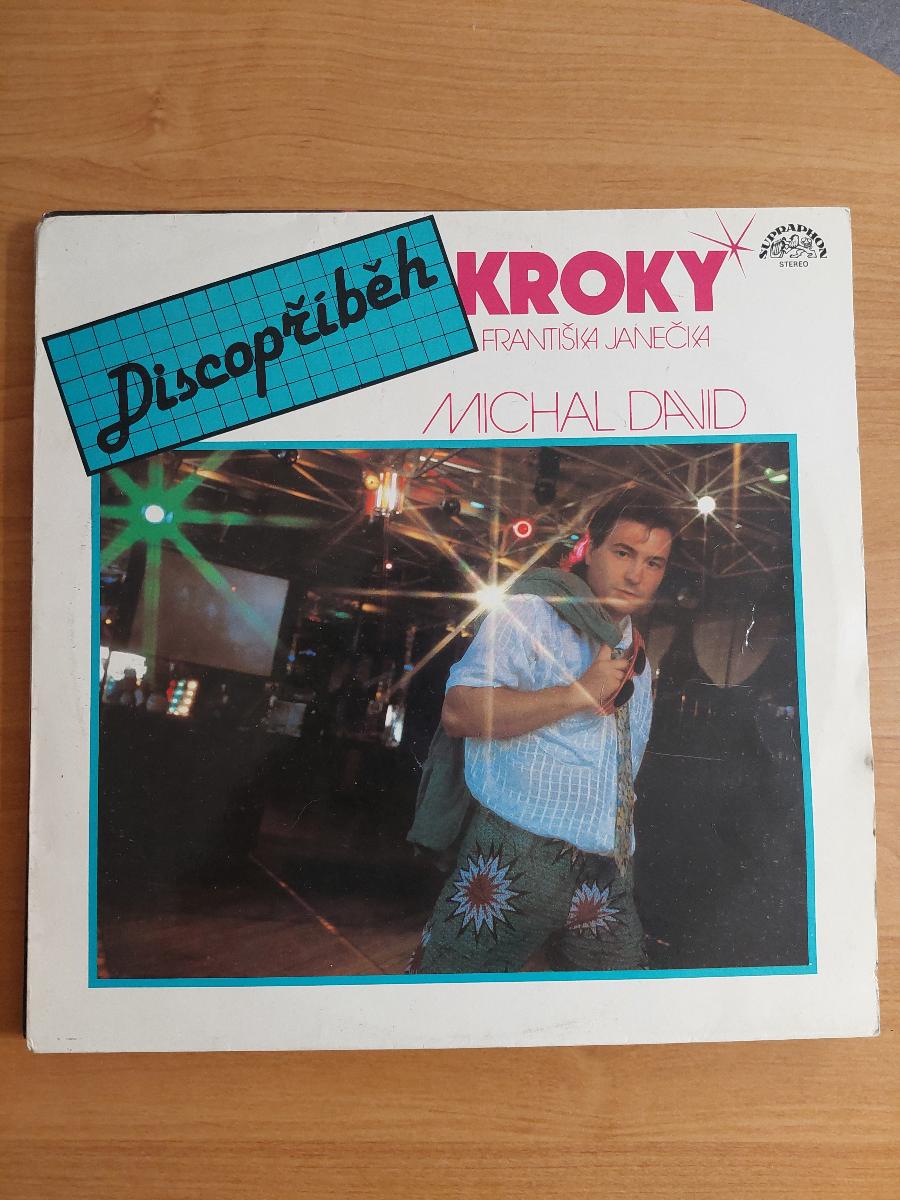 Discopříběh
KROKY
FRANTIŠKA JANEČKA
MICHAL DAVID
SUPRAPHON
STEREO